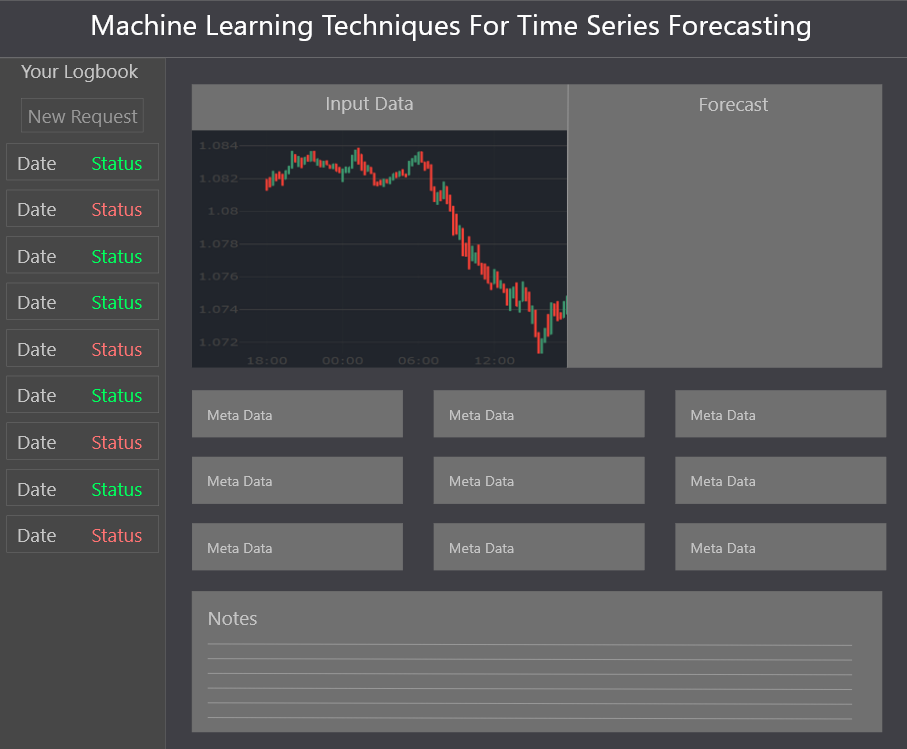 Machine Learning Techniques For Time Series Forecasting
Your Logbook
New Request
Date Status
Date Status
Date Status
Date Status
Date Status
Date Status
Date Status
Date Status
Date Status
Input Data
Forecast
1.084
1.082
1.08
1.078
1.076
1.074
1.072
18:00 00:00 06:00 12:00
Meta Data Meta Data Meta Data
Meta Data Meta Data Meta Data
Meta Data Meta Data Meta Data
Notes